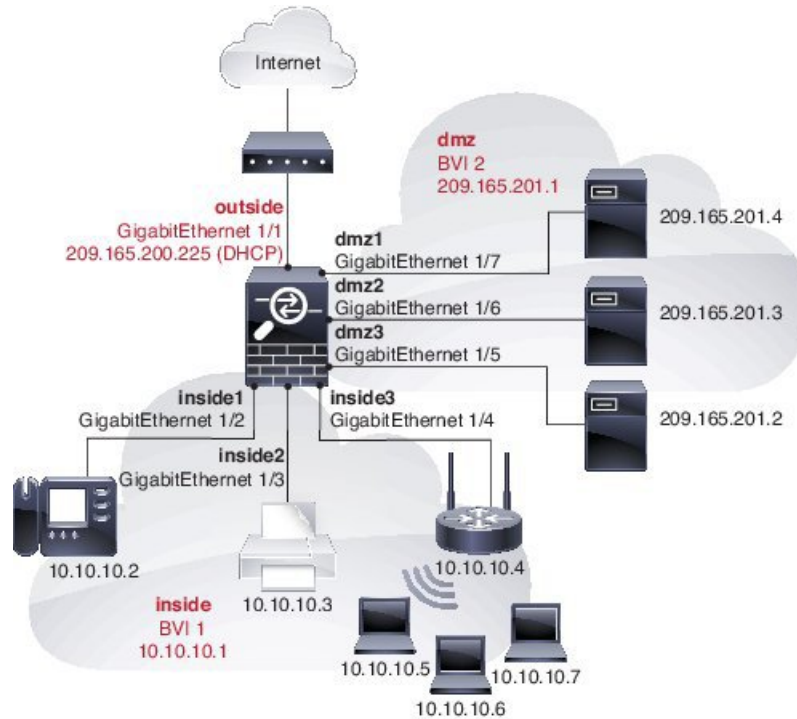 Internet
dmz
BVI 2
209.165.201.1
outside
GigabitEthernet 1/1
209.165.200.225 (DHCP)
dmz1
GigabitEthernet 1/7
209.165.201.4
dmz2
GigabitEthernet 1/6
209.165.201.3
dmz3
GigabitEthernet 1/5
209.165.201.2
inside1
GigabitEthernet 1/2
inside3
GigabitEthernet 1/4
inside2
GigabitEthernet 1/3
10.10.10.2
10.10.10.3
10.10.10.4
inside
BVI 1
10.10.10.1
10.10.10.5
10.10.10.6
10.10.10.7